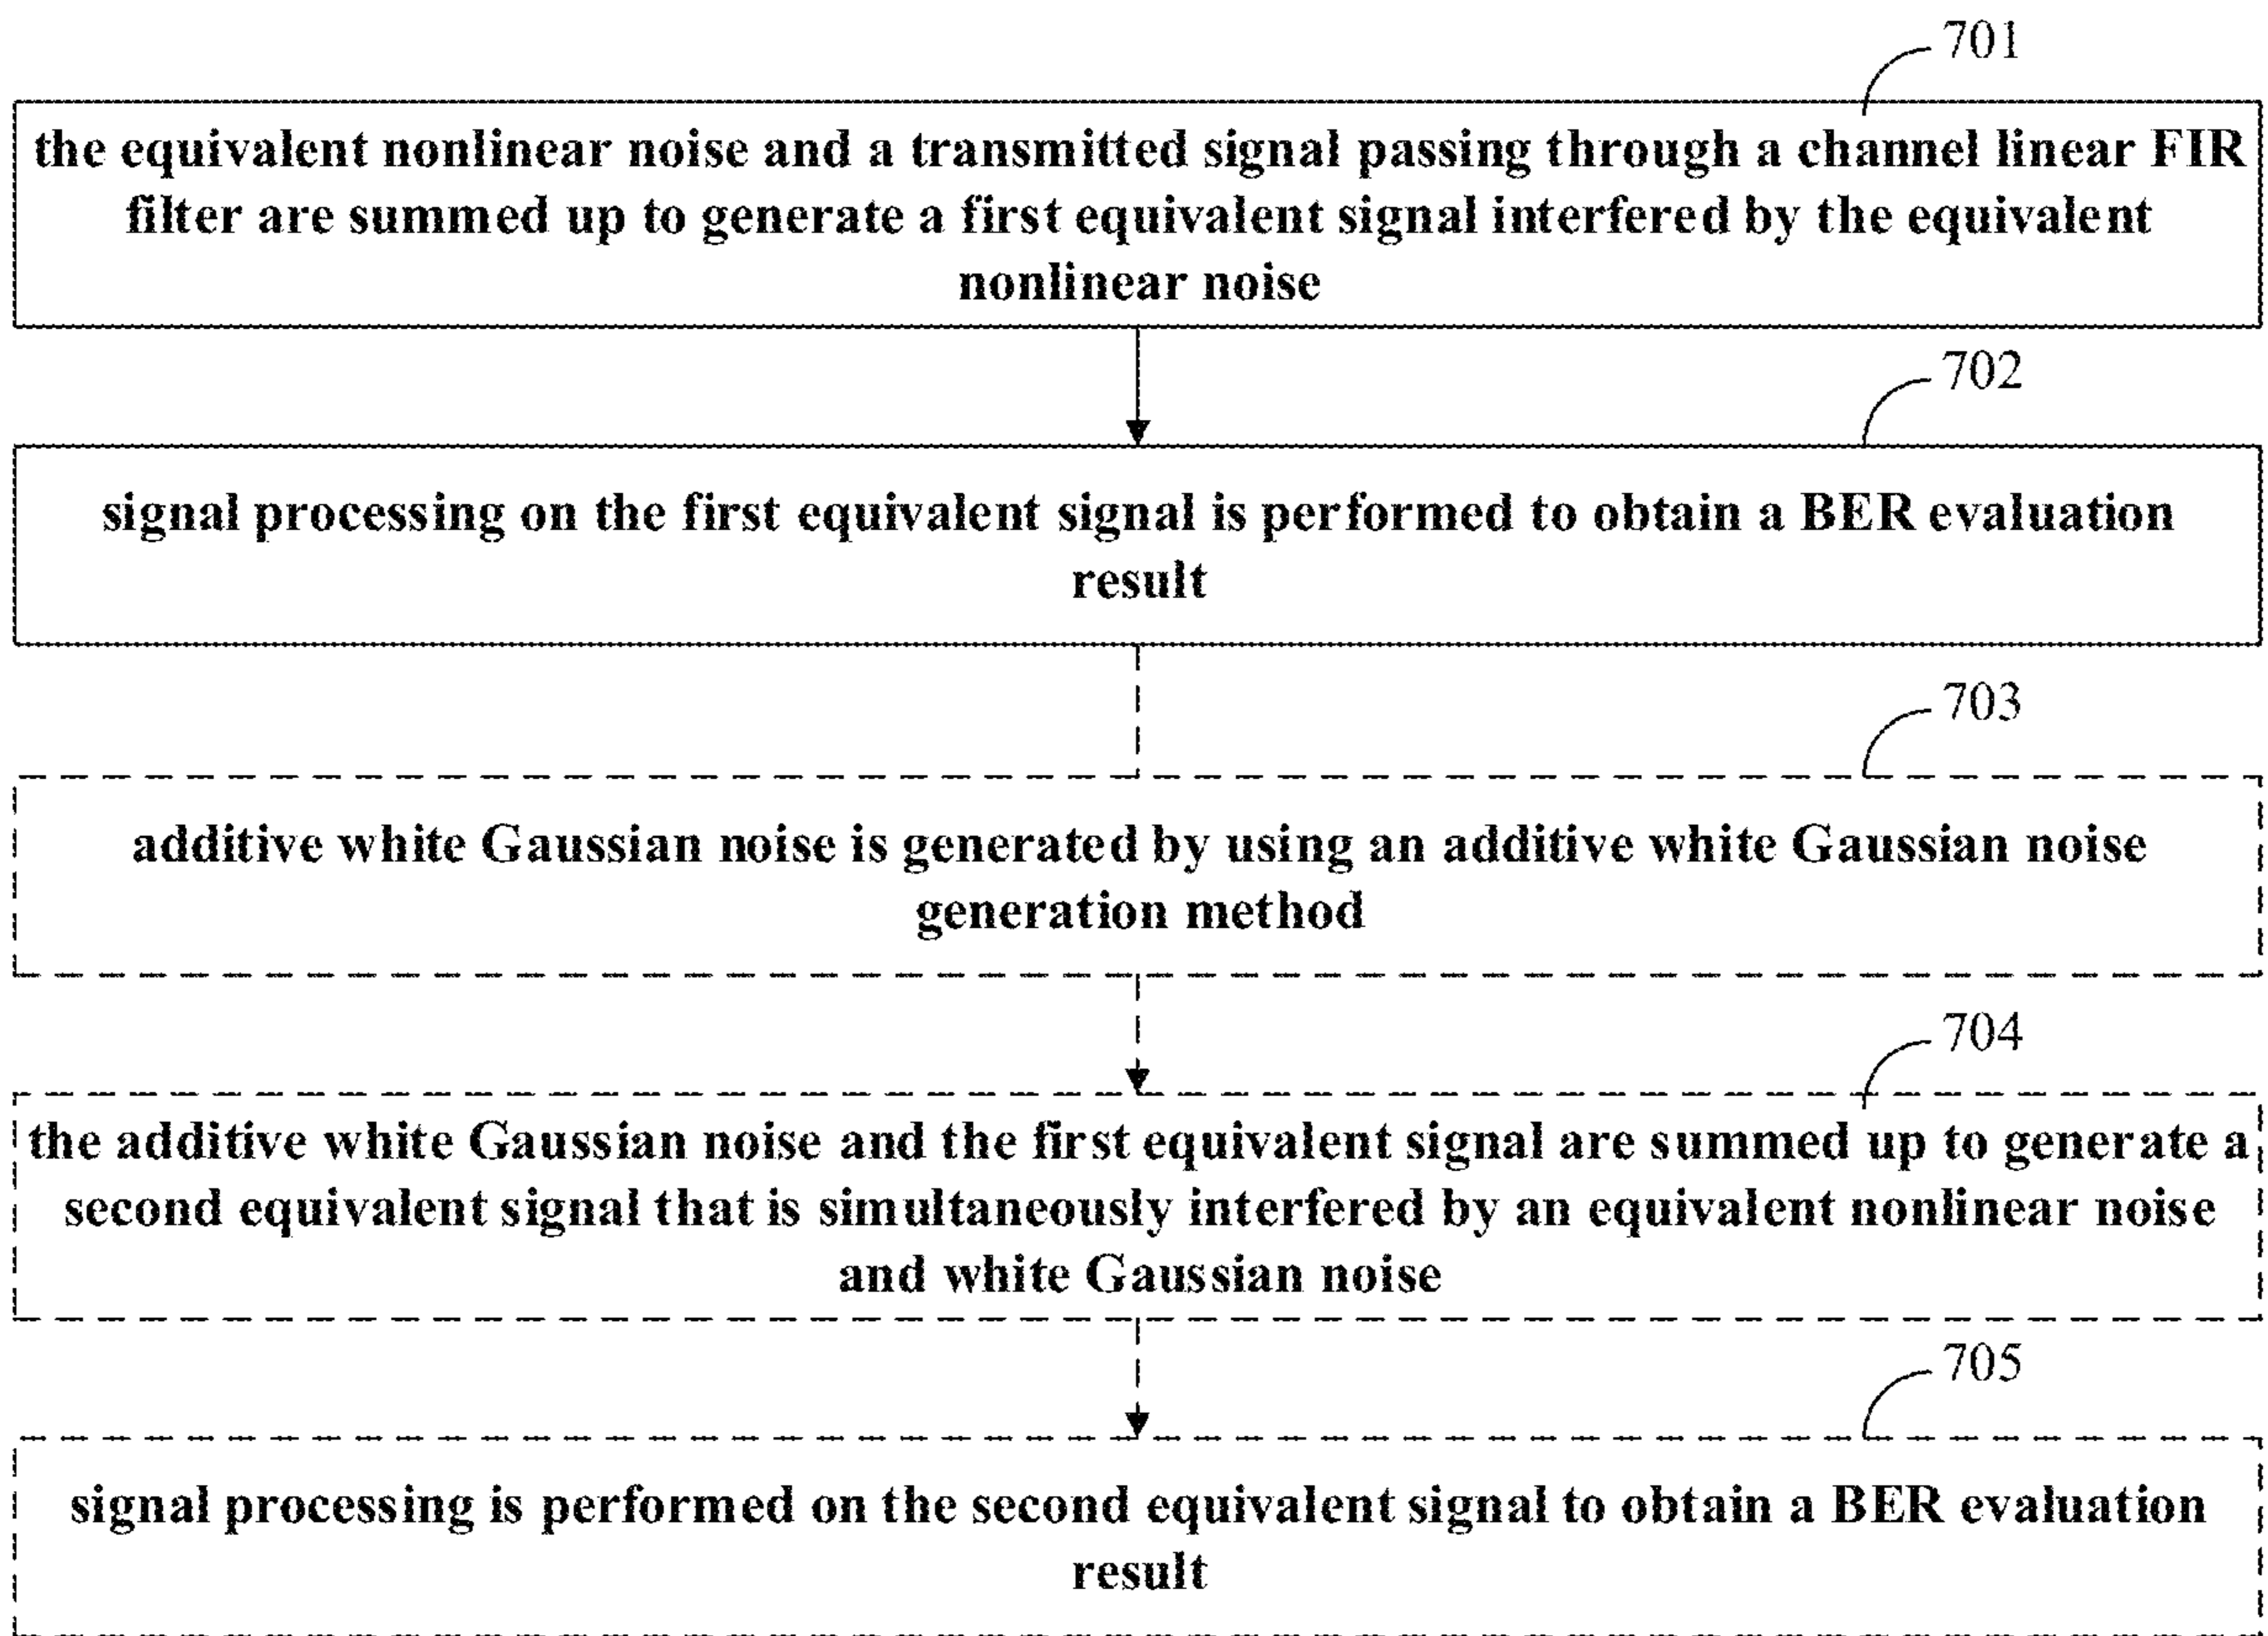 701
the equivalent nonlinear noise and a transmitted signal passing through a channel linear FIR
filter are summed up to generate a first equivalent signal interfered by the equivalent
nonlinear noise
702
signal processing on the first equivalent signal is performed to obtain a BER evaluation
result
703
additive white Gaussian noise is generated by using an additive white Gaussian noise
generation method
704
the additive white Gaussian noise and the first equivalent signal are summed up to generate a
second equivalent signal that is simultaneously interfered by an equivalent nonlinear noise
and white Gaussian noise
705
signal processing is performed on the second equivalent signal to obtain a BER evaluation
result